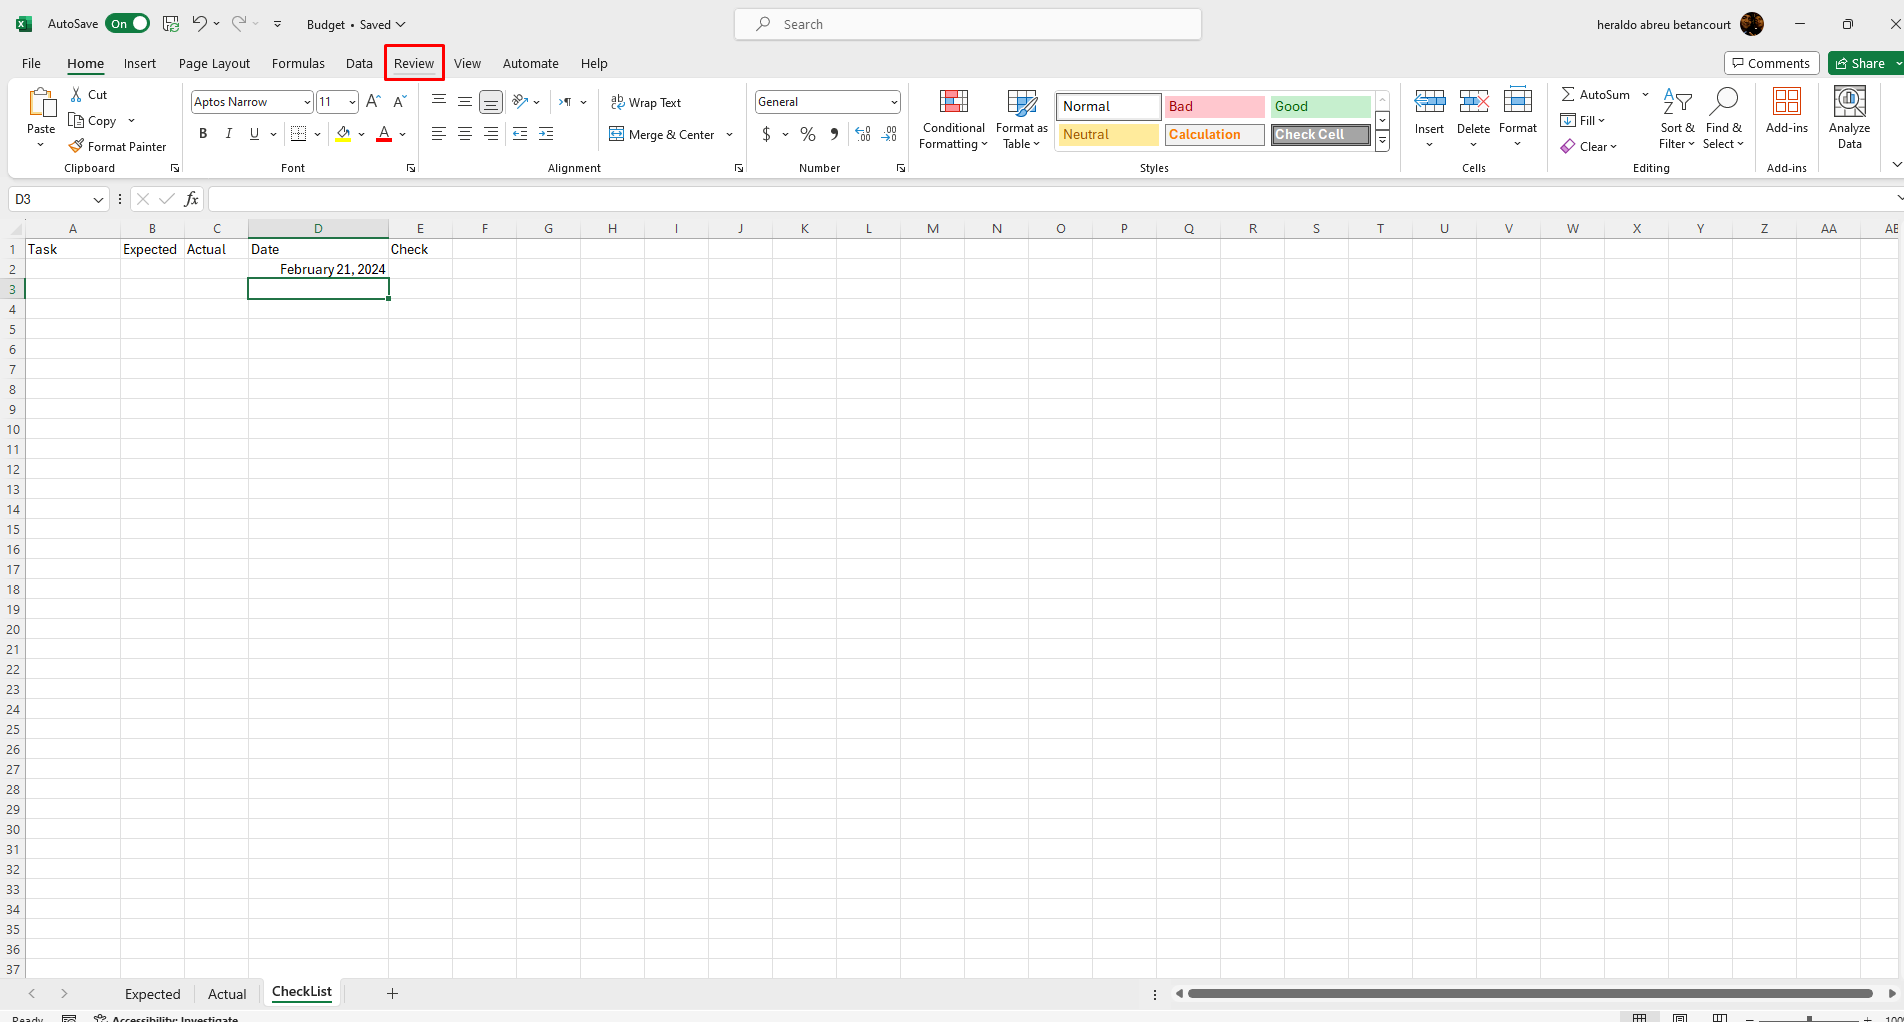 AutoSave On Budget • Saved Search heraldo abreu betancourt
File Home Insert Page Layout Formulas Data Review View Automate Help Comments Share
Paste Cut Copy Format Painter
Clipboard
Aptos Narrow 11
B I U A
Font
Wrap Text
Merge & Center
Alignment
General
$ % 9
Number
Conditional Formatting Format as Table
Normal Bad Good
Neutral Calculation Check Cell
Styles
Insert Delete Format
Cells
AutoSum
Fill
Clear
Sort & Filter Find & Select
Editing
Add-ins
Add-ins
Analyze Data
D3 fx
A B C D E F G H I J K L M N O P Q R S T U V W X Y Z AA AB
1 Task Expected Actual Date Check
2 February 21, 2024
3
4
5
6
7
8
9
10
11
12
13
14
15
16
17
18
19
20
21
22
23
24
25
26
27
28
29
30
31
32
33
34
35
36
37
Expected Actual CheckList +
Ready Accessibility: Investigate